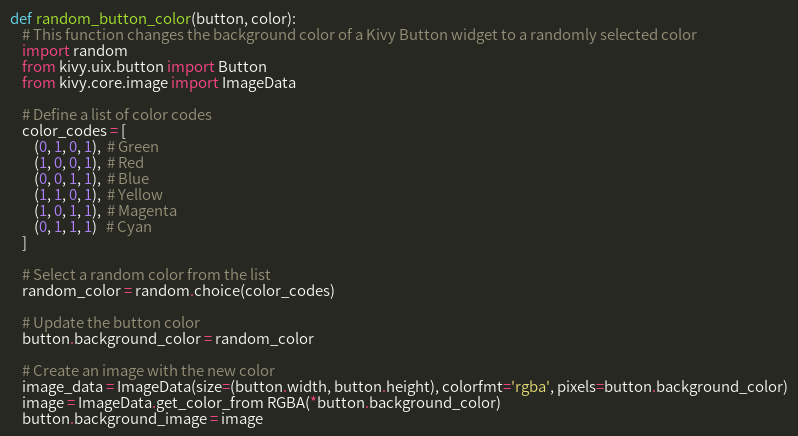 def random_button_color(button, color):
# This function changes the background color of a Kivy Button widget to a randomly selected color
import random
from kivy.uix.button import Button
from kivy.core.image import ImageData
# Define a list of color codes
color_codes = [
(0, 1, 0, 1), # Green
(1, 0, 0, 1), # Red
(0, 0, 1, 1), # Blue
(1, 1, 0, 1), # Yellow
(1, 0, 1, 1), # Magenta
(0, 1, 1, 1) # Cyan
]
# Select a random color from the list
random_color = random.choice(color_codes)
# Update the button color
button.background_color = random_color
# Create an image with the new color
image_data = ImageData(size=(button.width, button.height), colorfmt='rgba', pixels=button.background_color)
image = ImageData.get_color_from RGBA(*button.background_color)
button.background_image = image